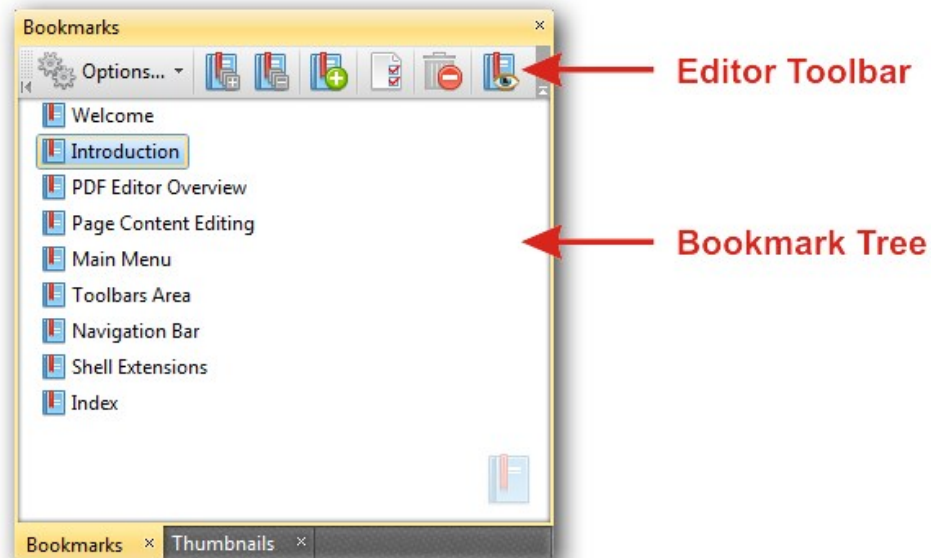 Bookmarks
Options...
Editor Toolbar
Welcome
Introduction
PDF Editor Overview
Page Content Editing
Bookmark Tree
Main Menu
Toolbars Area
Navigation Bar
Shell Extensions
Index
Bookmarks
Thumbnails